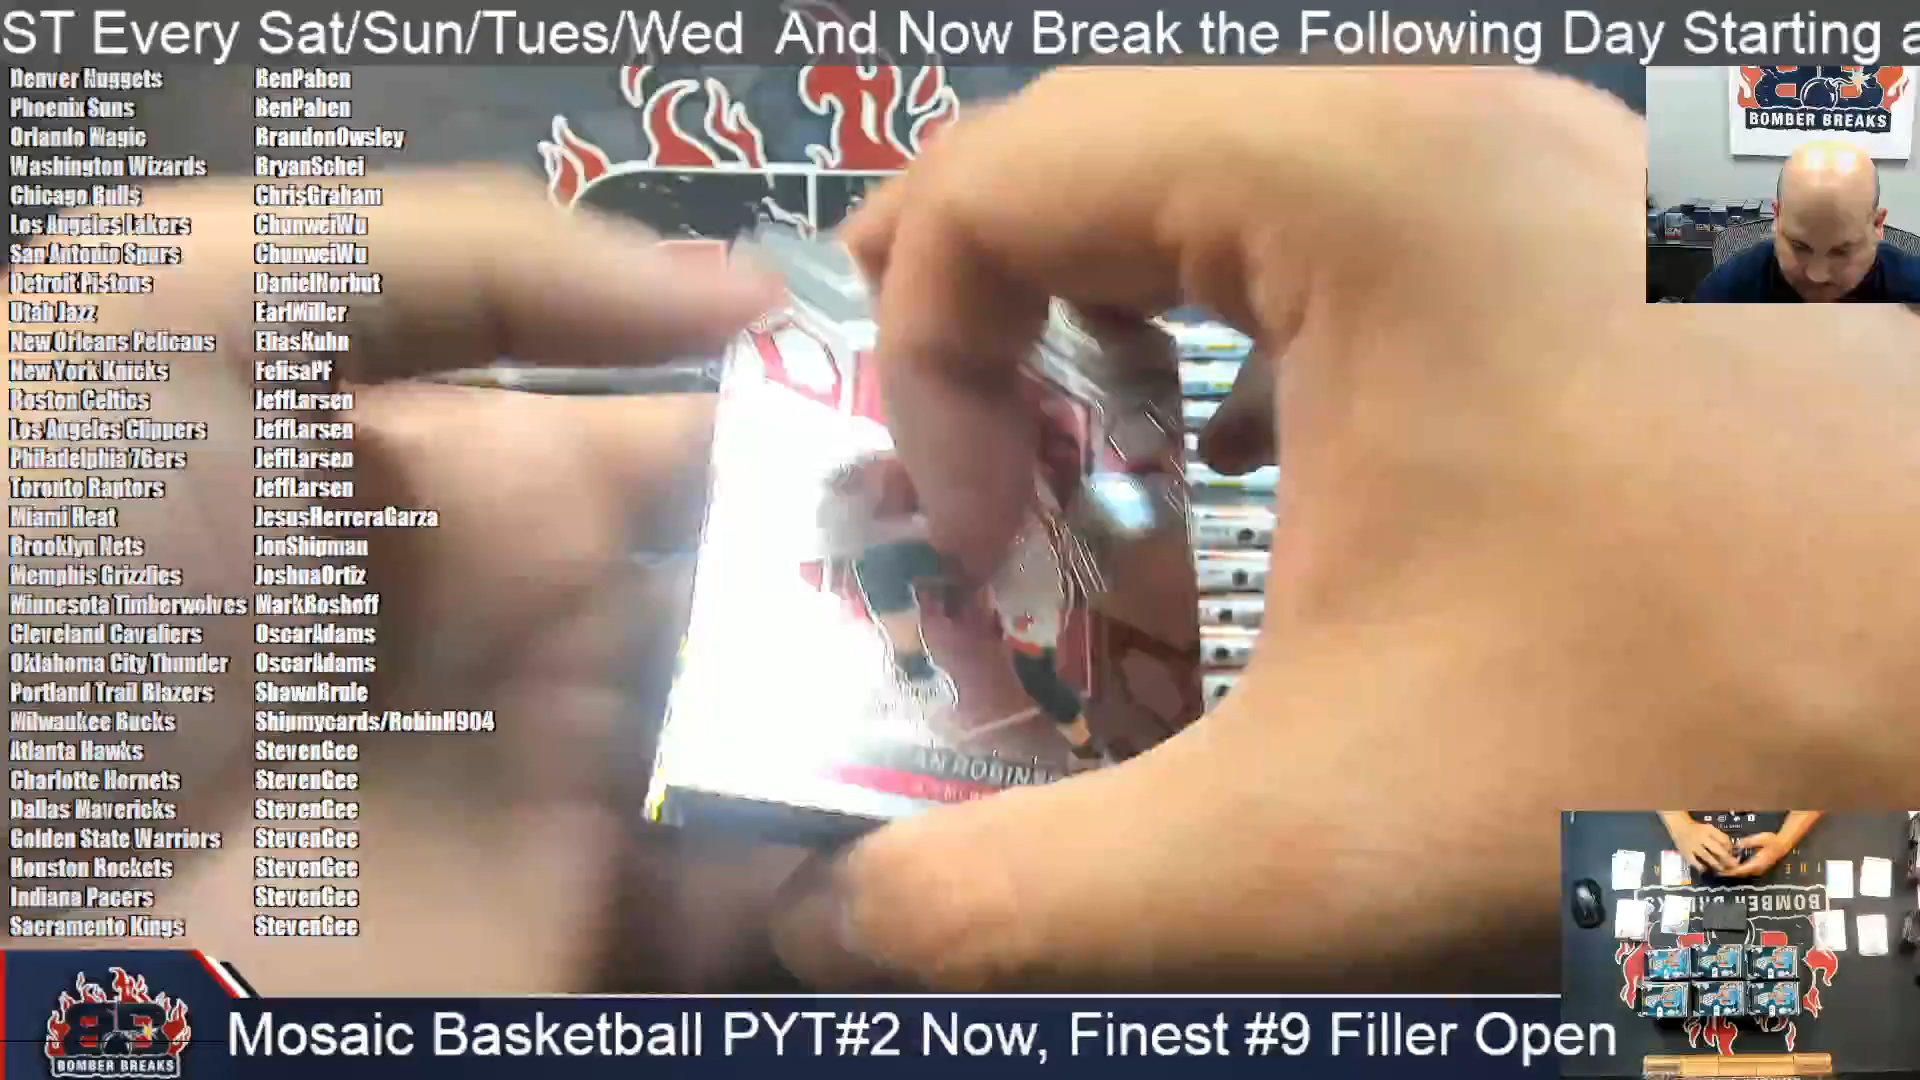 ST Every Sat/Sun/Tues/Wed And Now Break the Following Day Starting a
BOMBER BREAKS
Denver Nuggets BenPahen
Phoenix Suns BenPahen
Orlando Magic BrandonOwsley
Washington Wizards BryanSchei
Chicago Bulls ChrisGraham
Los Angeles Lakers ChunweiWu
San Antonio Spurs ChunweiWu
Detroit Pistons DanielNorbut
Utah Jazz EarlMiller
New Orleans Pelicans EliasKuhn
New York Knicks FelisaPF
Boston Celtics JeffLarsen
Los Angeles Clippers JeffLarsen
Philadelphia 76ers JeffLarsen
Toronto Raptors JeffLarsen
Miami Heat JesusHerreraGarza
Brooklyn Nets JonShipman
Memphis Grizzlies JoshuaOrtiz
Minnesota Timberwolves MarkRoshoff
Cleveland Cavaliers OscarAdams
Oklahoma City Thunder OscarAdams
Portland Trail Blazers ShawnBrule
Milwaukee Bucks Shipmycards/RobinH904
Atlanta Hawks StevenGee
Charlotte Hornets StevenGee
Dallas Mavericks StevenGee
Golden State Warriors StevenGee
Houston Rockets StevenGee
Indiana Pacers StevenGee
Sacramento Kings StevenGee
AN ROBIN
BOMBER BREAKS
BOMBER BREAKS
Mosaic Basketball PYT#2 Now, Finest #9 Filler Open